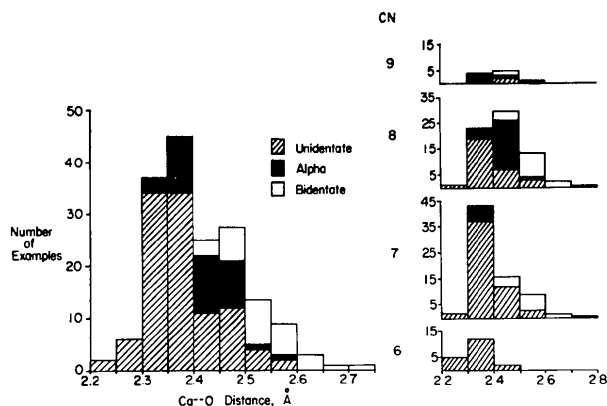 CN
15
9
5
50
35
40
25
8
Unidentate
15
Alpha
5
30
Bidentate
Number
of
Examples
45
20
35
7
25
15
10
5
15
6
5
0
2.2 2.3 2.4 2.5 2.6 2.7
2.2 2.4 2.6 2.8
Ca--O Distance, Å